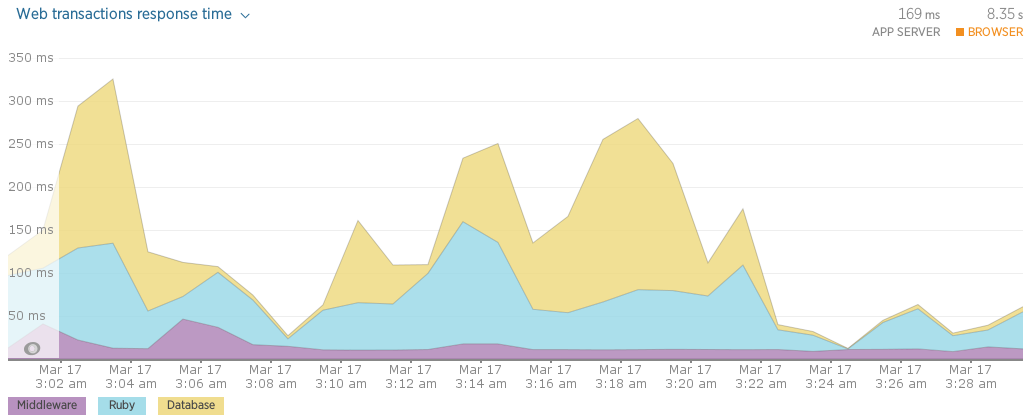 Web transactions response time
169 ms
8.35 s
APP SERVER
BROWSER
350 ms
300 ms
250 ms
200 ms
150 ms
100 ms
50 ms
Mar 17 Mar 17 Mar 17 Mar 17 Mar 17 Mar 17 Mar 17 Mar 17 Mar 17 Mar 17 Mar 17 Mar 17 Mar 17 Mar 17
3:02 am 3:04 am 3:06 am 3:08 am 3:10 am 3:12 am 3:14 am 3:16 am 3:18 am 3:20 am 3:22 am 3:24 am 3:26 am 3:28 am
Middleware Ruby Database